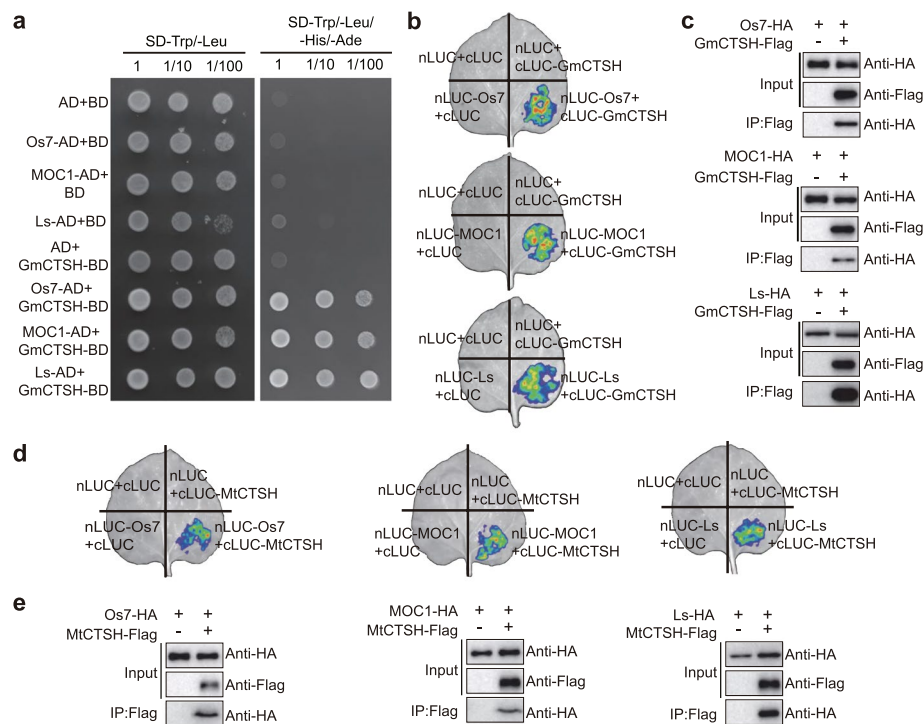 a
SD-Trp/-Leu
SD-Trp/-Leu/
-His/-Ade
1 1/10 1/100
1 1/10 1/100
AD+BD
Os7-AD+BD
MOC1-AD+
BD
Ls-AD+BD
AD+
GmCTSH-BD
Os7-AD+
GmCTSH-BD
MOC1-AD+
GmCTSH-BD
Ls-AD+
GmCTSH-BD
b
nLUC+cLUC
nLUC+
cLUC-GmCTSH
nLUC-Os7
+cLUC
nLUC-Os7+
cLUC-GmCTSH
nLUC+cLUC
nLUC+
cLUC-GmCTSH
nLUC-MOC1
+cLUC
nLUC-MOC1
+cLUC-GmCTSH
nLUC+cLUC
nLUC+
cLUC-GmCTSH
nLUC-Ls
+cLUC
nLUC-Ls
+cLUC-GmCTSH
c
Os7-HA + +
GmCTSH-Flag - +
Input
Anti-HA
Anti-Flag
IP:Flag
Anti-HA
MOC1-HA + +
GmCTSH-Flag - +
Input
Anti-HA
Anti-Flag
IP:Flag
Anti-HA
Ls-HA + +
GmCTSH-Flag - +
Input
Anti-HA
Anti-Flag
IP:Flag
Anti-HA
d
nLUC+cLUC
nLUC
+cLUC-MtCTSH
nLUC-Os7
+cLUC
nLUC-Os7
+cLUC-MtCTSH
nLUC+cLUC
nLUC
+cLUC-MtCTSH
nLUC-MOC1
+cLUC
nLUC-MOC1
+cLUC-MtCTSH
nLUC+cLUC
nLUC
+cLUC-MtCTSH
nLUC-Ls
+cLUC
nLUC-Ls
+cLUC-MtCTSH
e
Os7-HA + +
MtCTSH-Flag - +
Input
Anti-HA
Anti-Flag
IP:Flag
Anti-HA
MOC1-HA + +
MtCTSH-Flag - +
Input
Anti-HA
Anti-Flag
IP:Flag
Anti-HA
Ls-HA + +
MtCTSH-Flag - +
Input
Anti-HA
Anti-Flag
IP:Flag
Anti-HA